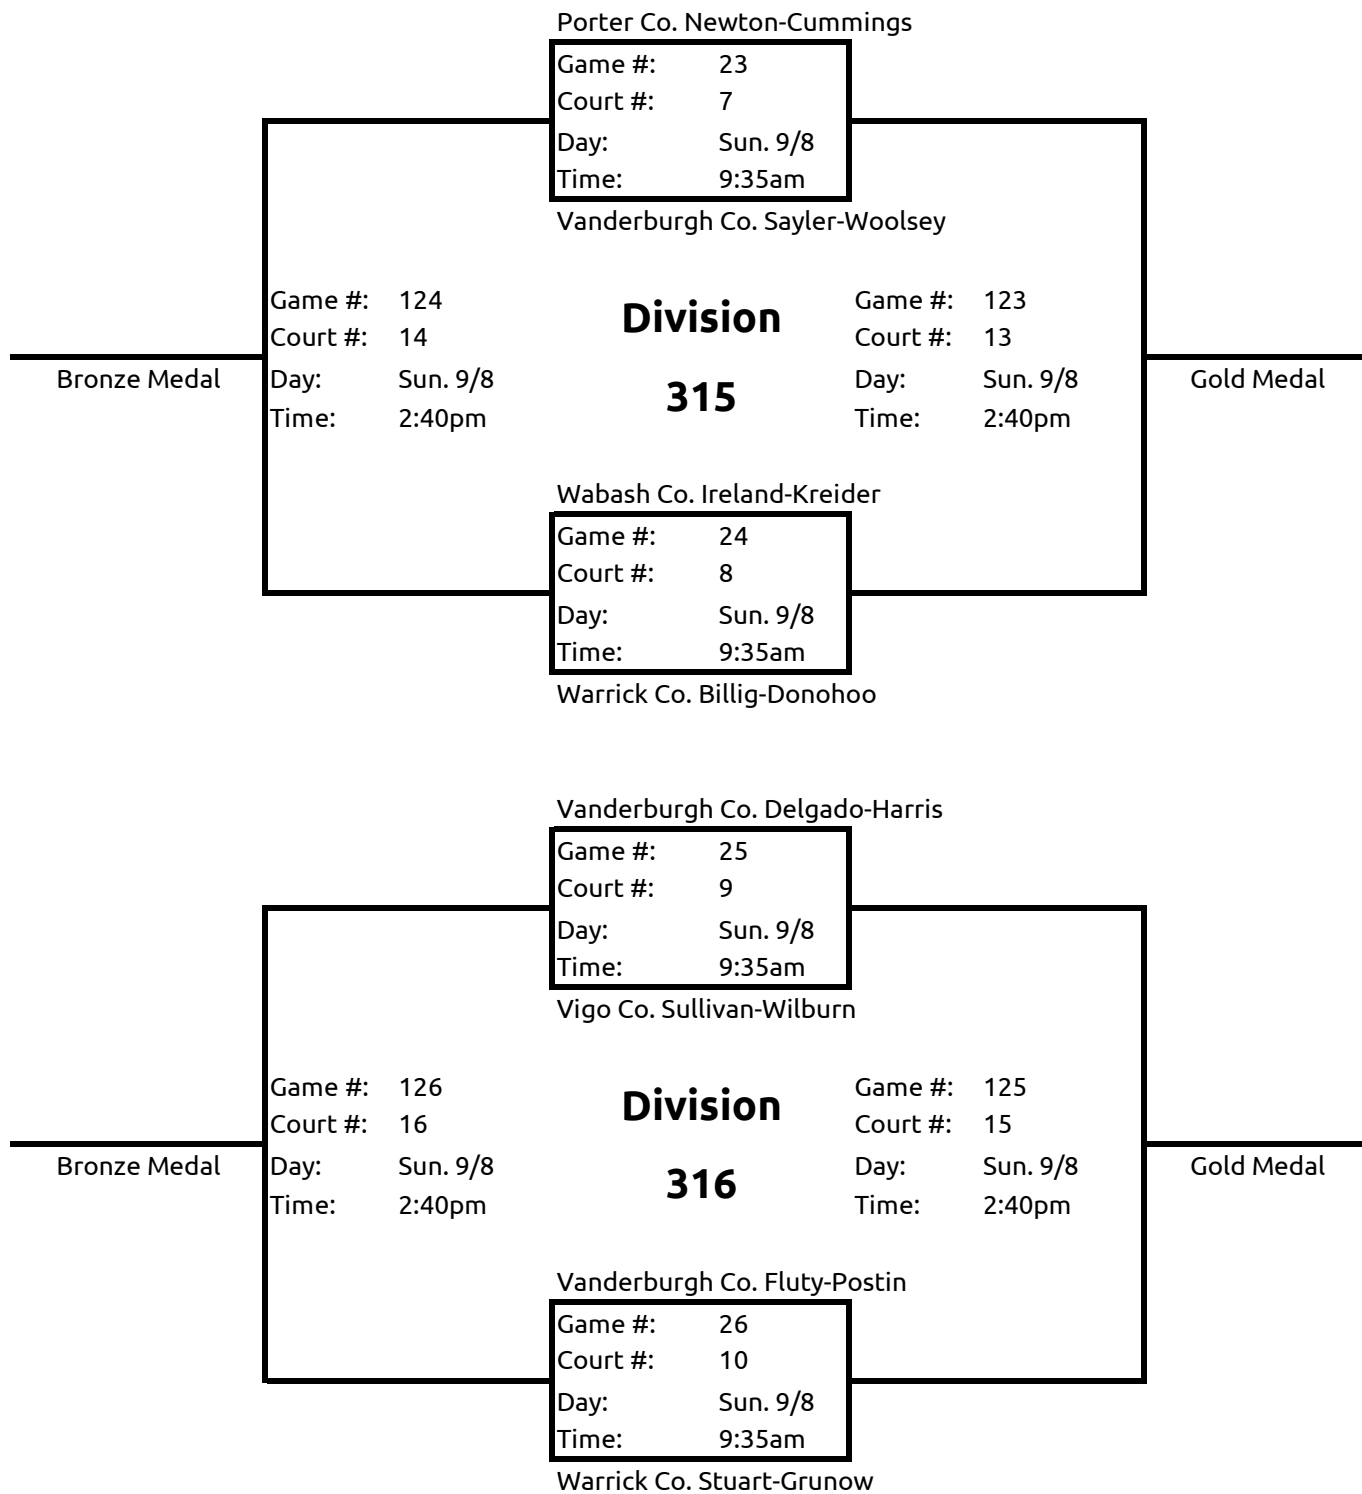 Porter Co. Newton-Cummings
Game #: 23
Court #: 7
Day: Sun. 9/8
Time: 9:35am
Vanderburgh Co. Sayler-Woolsey
Game #: 124
Court #: 14
Bronze Medal
Day: Sun. 9/8
Time: 2:40pm
Division
315
Game #: 123
Court #: 13
Day: Sun. 9/8
Time: 2:40pm
Gold Medal
Wabash Co. Ireland-Kreider
Game #: 24
Court #: 8
Day: Sun. 9/8
Time: 9:35am
Warrick Co. Billig-Donohoo
Vanderburgh Co. Delgado-Harris
Game #: 25
Court #: 9
Day: Sun. 9/8
Time: 9:35am
Vigo Co. Sullivan-Wilburn
Game #: 126
Court #: 16
Bronze Medal
Day: Sun. 9/8
Time: 2:40pm
Division
316
Game #: 125
Court #: 15
Day: Sun. 9/8
Time: 2:40pm
Gold Medal
Vanderburgh Co. Fluty-Postin
Game #: 26
Court #: 10
Day: Sun. 9/8
Time: 9:35am
Warrick Co. Stuart-Grunow